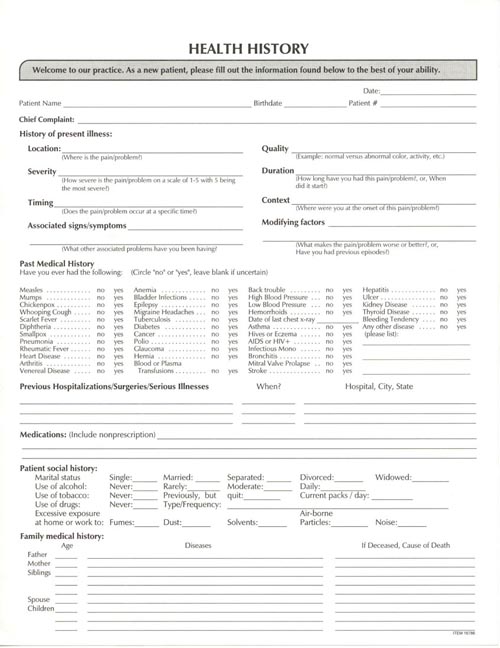 HEALTH HISTORY
Welcome to our practice. As a new patient, please fill out the information found below to the best of your ability.
Date:
Patient Name Birthdate Patient #
Chief Complaint:
History of present illness:
Location: Quality
(Where is the pain/problem?) (Example: normal versus abnormal color, activity, etc.)
Severity Duration
(How severe is the pain/problem on a scale of 1-5 with 5 being the most severe?) (How long have you had this pain/problem?, or, When did it start?)
Timing Context
(Does the pain/problem occur at a specific time?) (Where were you at the onset of this pain/problem?)
Associated signs/symptoms Modifying factors
(What other associated problems have you been having? (What makes the pain/problem worse or better?, or, Have you had previous episodes?)
Past Medical History
Have you ever had the following: (Circle "no" or "yes", leave blank if uncertain)
Measles no yes Anemia no yes Back trouble no yes Hepatitis no yes
Mumps no yes Bladder Infections no yes High Blood Pressure no yes Ulcer no yes
Chickenpox no yes Epilepsy no yes Low Blood Pressure no yes Kidney Disease no yes
Whooping Cough no yes Migraine Headaches no yes Hemorrhoids no yes Thyroid Disease no yes
Scarlet Fever no yes Tuberculosis no yes Date of last chest x-ray Bleeding Tendency no yes
Diphtheria no yes Diabetes no yes Asthma no yes Any other disease no yes
Smallpox no yes Cancer no yes Hives or Eczema no yes (please list):
Pneumonia no yes Polio no yes AIDS or HIV+ no yes
Rheumatic Fever no yes Glaucoma no yes Infectious Mono no yes
Heart Disease no yes Hernia no yes Bronchitis no yes
Arthritis no yes Blood or Plasma Mitral Valve Prolapse no yes
Venereal Disease no yes Transfusions no yes Stroke no yes
Previous Hospitalizations/Surgeries/Serious Illnesses When? Hospital, City, State
Medications: (Include nonprescription)
Patient social history:
Marital status Single: Married: Separated: Divorced: Widowed:
Use of alcohol: Never: Rarely: Moderate: Daily:
Use of tobacco: Never: Previously, but quit: Current packs / day:
Use of drugs: Never: Type/Frequency:
Excessive exposure Air-borne
at home or work to: Fumes: Dust: Solvents: Particles: Noise:
Family medical history:
Age Diseases If Deceased, Cause of Death
Father
Mother
Siblings
Spouse
Children